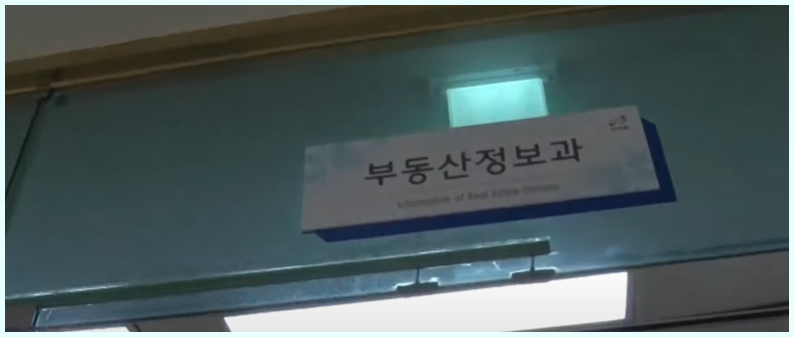 부동산정보과
Information of Real Estate Division